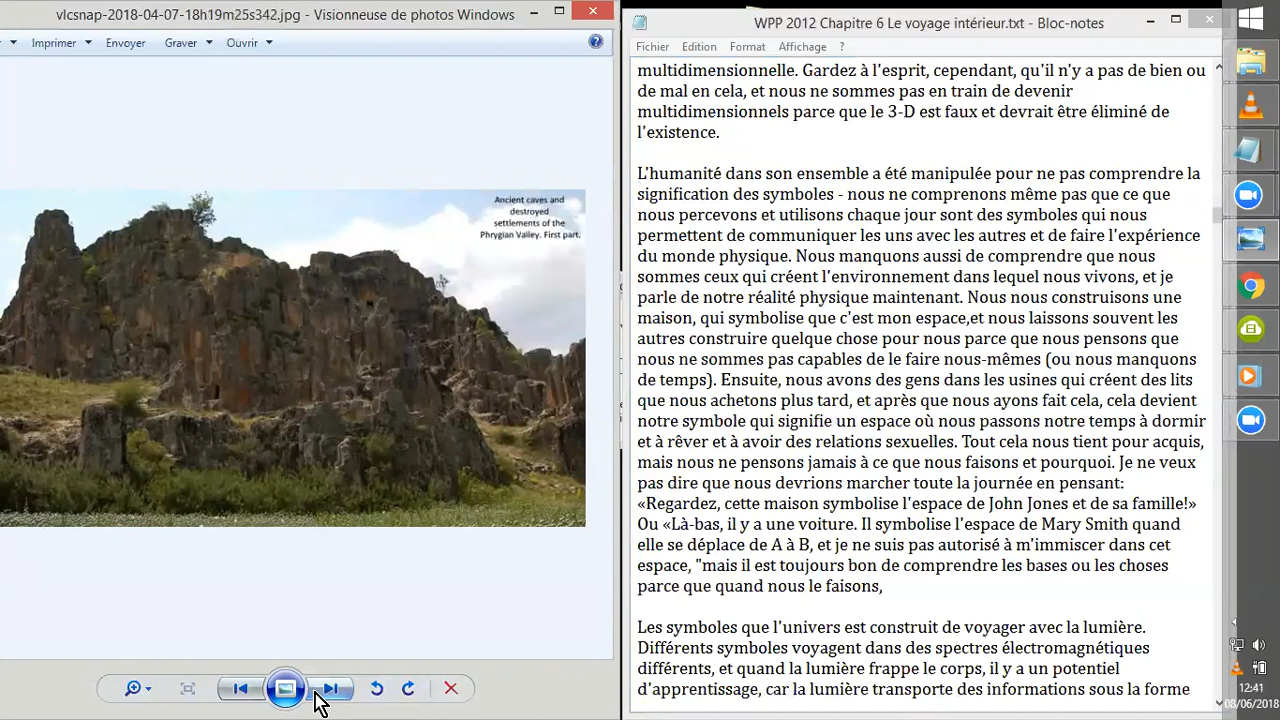 vlcsnap-2018-04-07-18h19m25s342.jpg - Visionneuse de photos Windows
Imprimer
Envoyer
Graver
Ouvrir
?
Ancient caves and
destroyed
settlements of the
Phrygian Valley. First part.
WPP 2012 Chapitre 6 Le voyage intérieur.txt - Bloc-notes
Fichier Edition Format Affichage ?
multidimensionnelle. Gardez à l'esprit, cependant, qu'il n'y a pas de bien ou
de mal en cela, et nous ne sommes pas en train de devenir
multidimensionnels parce que le 3-D est faux et devrait être éliminé de
l'existence.
L'humanité dans son ensemble a été manipulée pour ne pas comprendre la
signification des symboles - nous ne comprenons même pas que ce que
nous percevons et utilisons chaque jour sont des symboles qui nous
permettent de communiquer les uns avec les autres et de faire l'expérience
du monde physique. Nous manquons aussi de comprendre que nous
sommes ceux qui créent l'environnement dans lequel nous vivons, et je
parle de notre réalité physique maintenant. Nous nous construisons une
maison, qui symbolise que c'est mon espace,et nous laissons souvent les
autres construire quelque chose pour nous parce que nous pensons que
nous ne sommes pas capables de le faire nous-mêmes (ou nous manquons
de temps). Ensuite, nous avons des gens dans les usines qui créent des lits
que nous achetons plus tard, et après que nous ayons fait cela, cela devient
notre symbole qui signifie un espace où nous passons notre temps à dormir
et à rêver et à avoir des relations sexuelles. Tout cela nous tient pour acquis,
mais nous ne pensons jamais à ce que nous faisons et pourquoi. Je ne veux
pas dire que nous devrions marcher toute la journée en pensant:
«Regardez, cette maison symbolise l'espace de John Jones et de sa famille!»
Ou «Là-bas, il y a une voiture. Il symbolise l'espace de Mary Smith quand
elle se déplace de A à B, et je ne suis pas autorisé à m'immiscer dans cet
espace, "mais il est toujours bon de comprendre les bases ou les choses
parce que quand nous le faisons,
Les symboles que l'univers est construit de voyager avec la lumière.
Différents symboles voyagent dans des spectres électromagnétiques
différents, et quand la lumière frappe le corps, il y a un potentiel
d'apprentissage, car la lumière transporte des informations sous la forme
12:41
08/06/2018